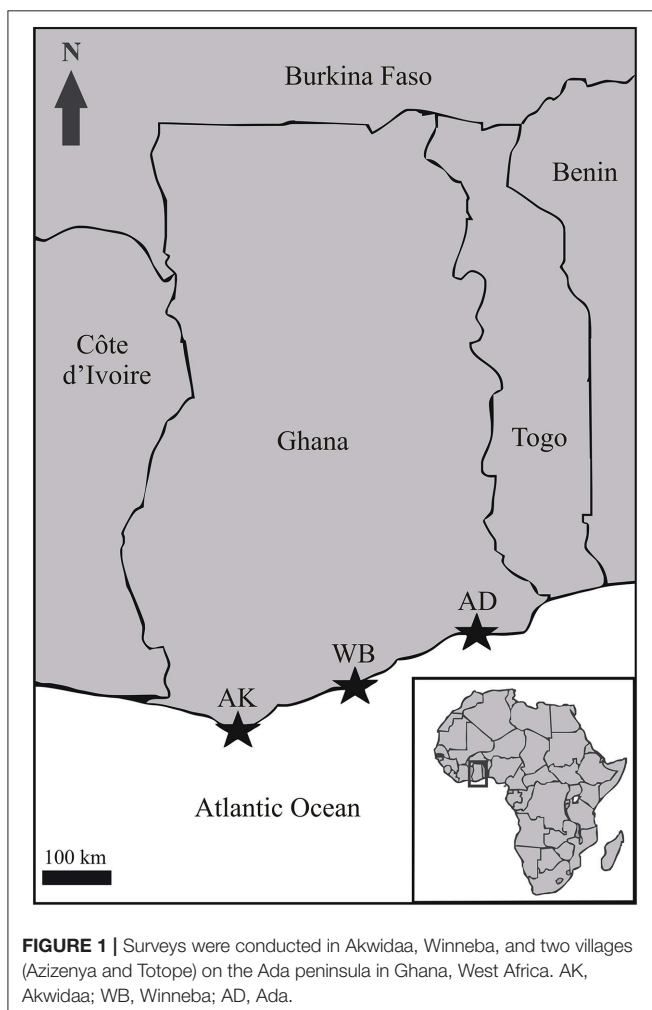 N
Burkina Faso
Benin
Côte
d'Ivoire
Ghana
Togo
AD
WB
AK
Atlantic Ocean
100 km
FIGURE 1 | Surveys were conducted in Akwidaa, Winneba, and two villages
(Azizenya and Totope) on the Ada peninsula in Ghana, West Africa. AK,
Akwidaa; WB, Winneba; AD, Ada.